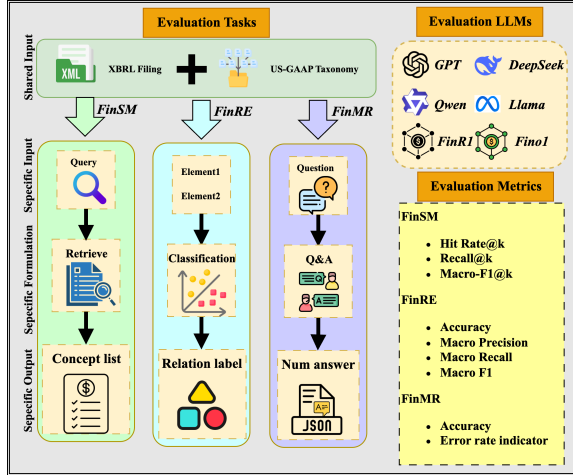 Evaluation Tasks
Shared Input
XML
XBRL Filing
US-GAAP Taxonomy
FinSM
FinRE
FinMR
Sepecific Input
Query
Element1
Element2
Question
Sepecific Formulation
Retrieve
Classification
Q&A
Q
A
Sepecific Output
Concept list
Relation label
Num answer
A
JSON
Evaluation LLMs
GPT
DeepSeek
Qwen
Llama
FinR1
Fino1
Evaluation Metrics
FinSM
• Hit Rate@k
• Recall@k
• Macro-F1@k
FinRE
• Accuracy
• Macro Precision
• Macro Recall
• Macro F1
FinMR
• Accuracy
• Error rate indicator